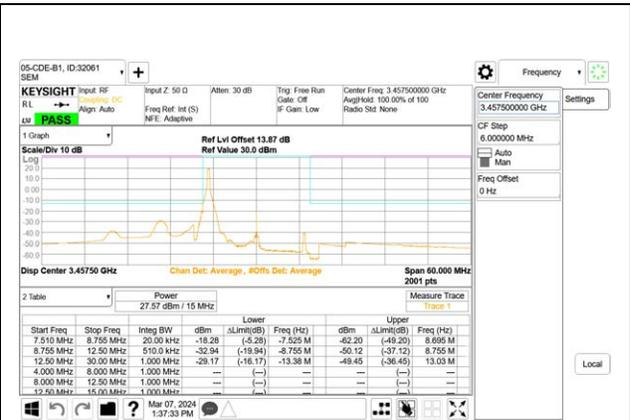 05-CDE-B1, ID:32061
SEM
Frequency
KEYSIGHT Input: RF Input Z: 50 Ω Atten: 30 dB Trig: Free Run Center Freq: 3.457500000 GHz
RL Coupling: DC Gate: Off Avg|Hold: 100.00% of 100
Align: Auto Freq Ref: Int (S) IF Gain: Low Radio Std: None
PASS NFE: Adaptive
Center Frequency
3.457500000 GHz
Settings
CF Step
6.000000 MHz
Auto
Man
Freq Offset
0 Hz
Local
1 Graph
Ref Lvl Offset 13.87 dB
Scale/Div 10 dB Ref Value 30.0 dBm
Log
20.0
10.0
0.00
-10.0
-20.0
-30.0
-40.0
-50.0
-60.0
Disp Center 3.45750 GHz Chan Det: Average, #Offs Det: Average Span 60.000 MHz
2001 pts
2 Table Power Measure Trace
27.57 dBm / 15 MHz Trace 1
Lower Upper
Start Freq Stop Freq Integ BW dBm ΔLimit(dB) Freq (Hz) dBm ΔLimit(dB) Freq (Hz)
7.510 MHz 8.755 MHz 20.00 kHz -18.28 (-5.28) -7.525 M -62.20 (-49.20) 8.695 M
8.755 MHz 12.50 MHz 510.0 kHz -32.94 (-19.94) -8.755 M -50.12 (-37.12) 8.755 M
12.50 MHz 30.00 MHz 1.000 MHz -29.17 (-16.17) -13.38 M -49.45 (-36.45) 13.03 M
4.000 MHz 8.000 MHz 1.000 MHz --- (---) --- (---)
8.000 MHz 12.50 MHz 1.000 MHz --- (---) --- (---)
12.50 MHz 15.00 MHz 1.000 MHz --- (---) --- (---)
Mar 07, 2024
1:37:33 PM